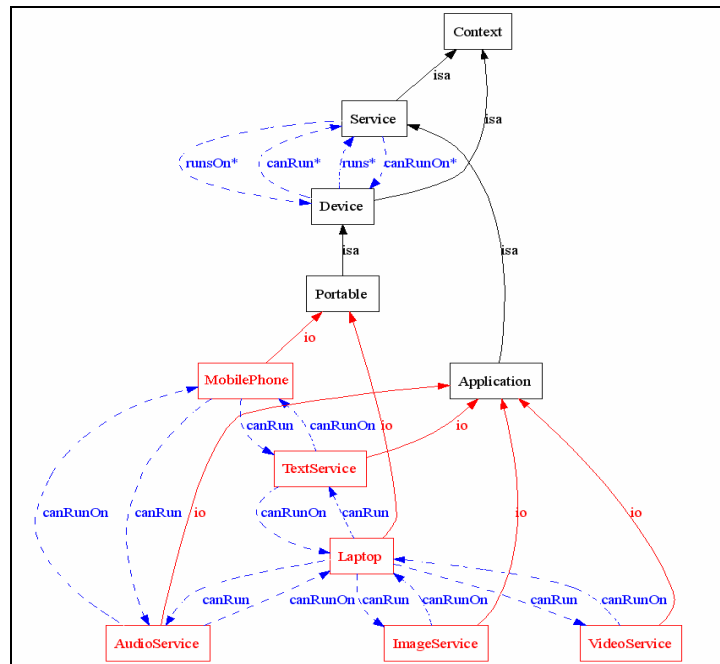 Context
isa
Service
isa
runsOn*
canRun*
runs*
canRunOn*
Device
isa
isa
Portable
io
MobilePhone
Application
canRun
canRunOn
io
io
TextService
canRunOn
canRun
canRunOn
canRun
io
io
io
Laptop
canRun
canRunOn
canRun
canRunOn
canRun
canRunOn
AudioService
ImageService
VideoService